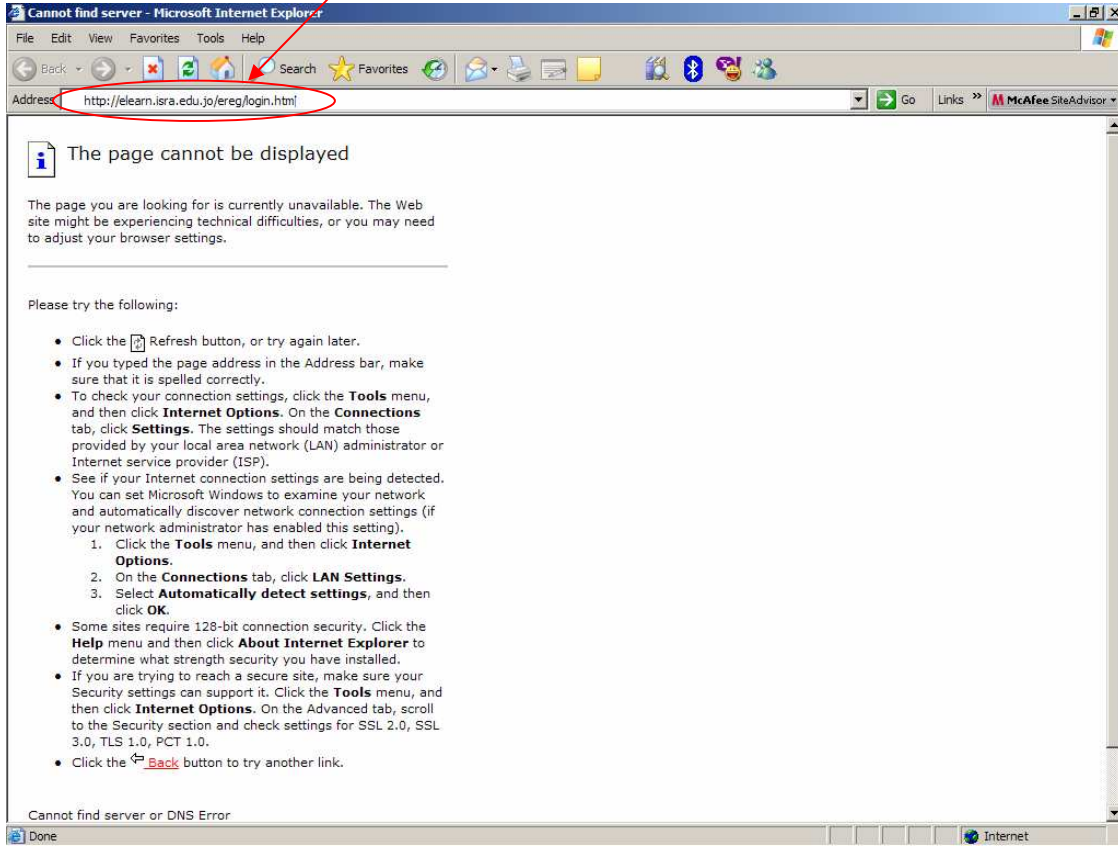 Cannot find server - Microsoft Internet Explorer
File Edit View Favorites Tools Help
Back Search Favorites
Address http://elearn.isra.edu.jo/ereg/login.htm Go Links » McAfee SiteAdvisor
The page cannot be displayed
The page you are looking for is currently unavailable. The Web
site might be experiencing technical difficulties, or you may need
to adjust your browser settings.
Please try the following:
• Click the Refresh button, or try again later.
• If you typed the page address in the Address bar, make
sure that it is spelled correctly.
• To check your connection settings, click the Tools menu,
and then click Internet Options. On the Connections
tab, click Settings. The settings should match those
provided by your local area network (LAN) administrator or
Internet service provider (ISP).
• See if your Internet connection settings are being detected.
You can set Microsoft Windows to examine your network
and automatically discover network connection settings (if
your network administrator has enabled this setting).
1. Click the Tools menu, and then click Internet
Options.
2. On the Connections tab, click LAN Settings.
3. Select Automatically detect settings, and then
click OK.
• Some sites require 128-bit connection security. Click the
Help menu and then click About Internet Explorer to
determine what strength security you have installed.
• If you are trying to reach a secure site, make sure your
Security settings can support it. Click the Tools menu, and
then click Internet Options. On the Advanced tab, scroll
to the Security section and check settings for SSL 2.0, SSL
3.0, TLS 1.0, PCT 1.0.
• Click the Back button to try another link.
Cannot find server or DNS Error
Done Internet